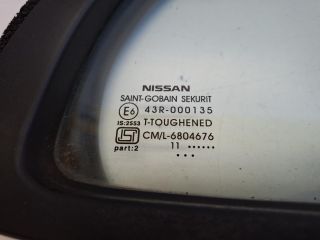 NISSAN
SAINT-GOBAIN SEKURIT
E6 43R-000135
IS:2553 T-TOUGHENED
CM/L-6804676
part:2 11 ......
...